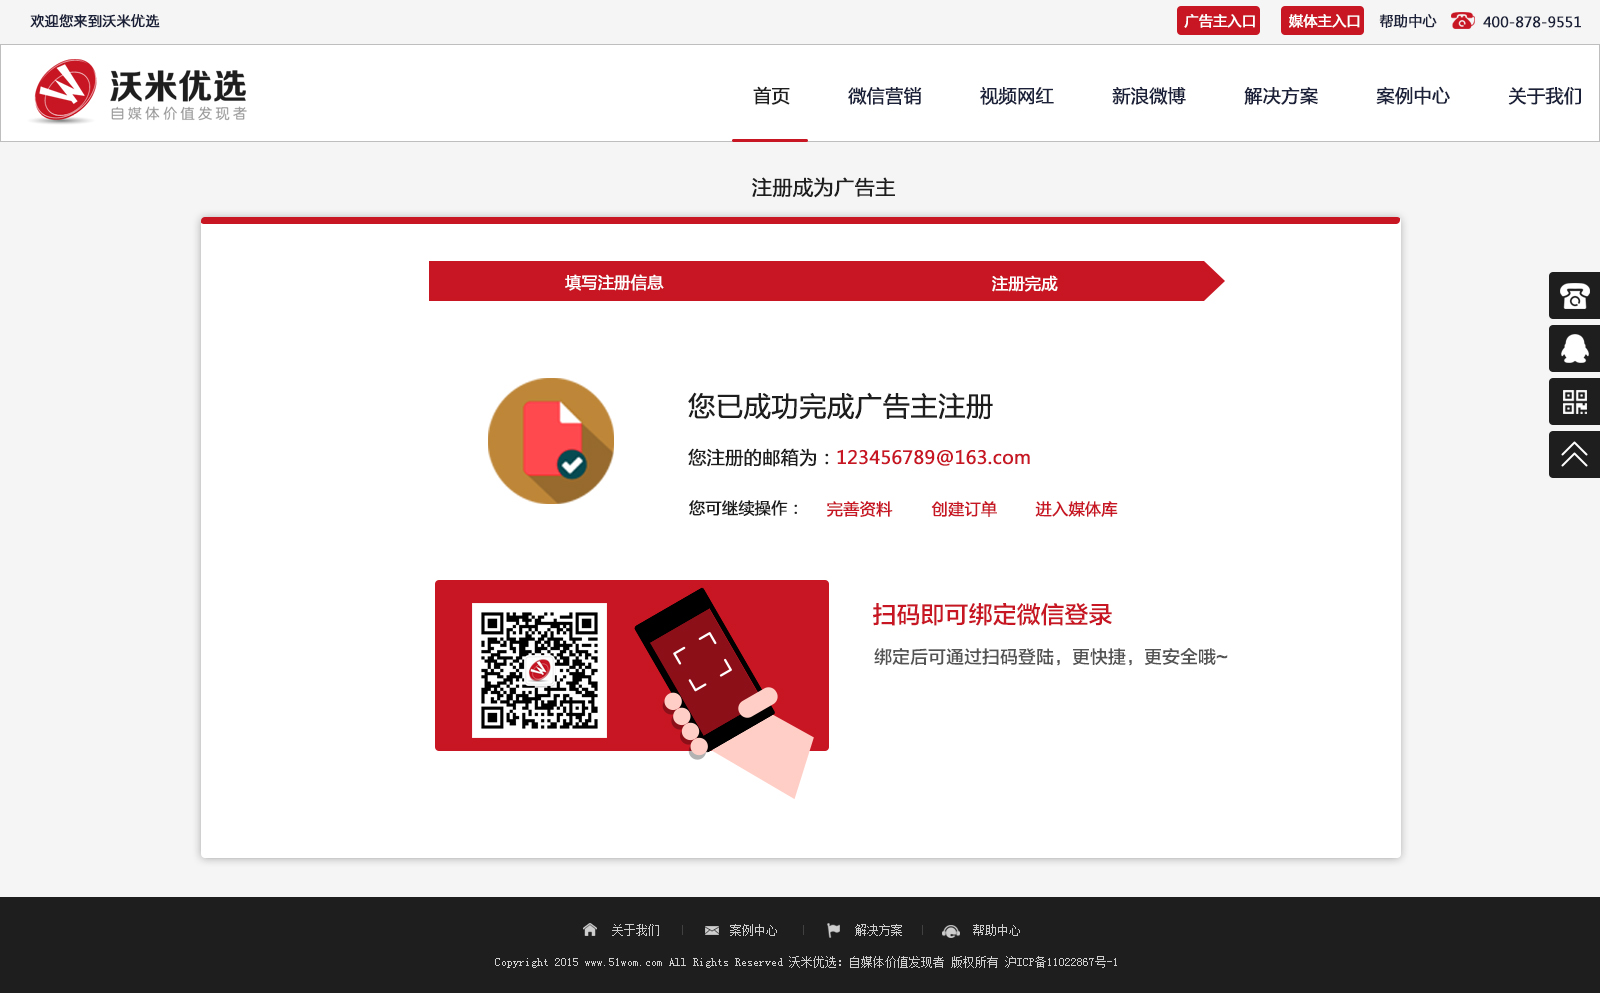 欢迎您来到沃米优选
广告主入口 媒体主入口 帮助中心 400-878-9551
沃米优选
自媒体价值发现者
首页 微信营销 视频网红 新浪微博 解决方案 案例中心 关于我们
注册成为广告主
填写注册信息 注册完成
您已成功完成广告主注册
您注册的邮箱为：123456789@163.com
您可继续操作： 完善资料 创建订单 进入媒体库
扫码即可绑定微信登录
绑定后可通过扫码登陆，更快捷，更安全哦~
关于我们 案例中心 解决方案 帮助中心
Copyright 2015 www.51wom.com All Rights Reserved 沃米优选：自媒体价值发现者 版权所有 沪ICP备11022867号-1